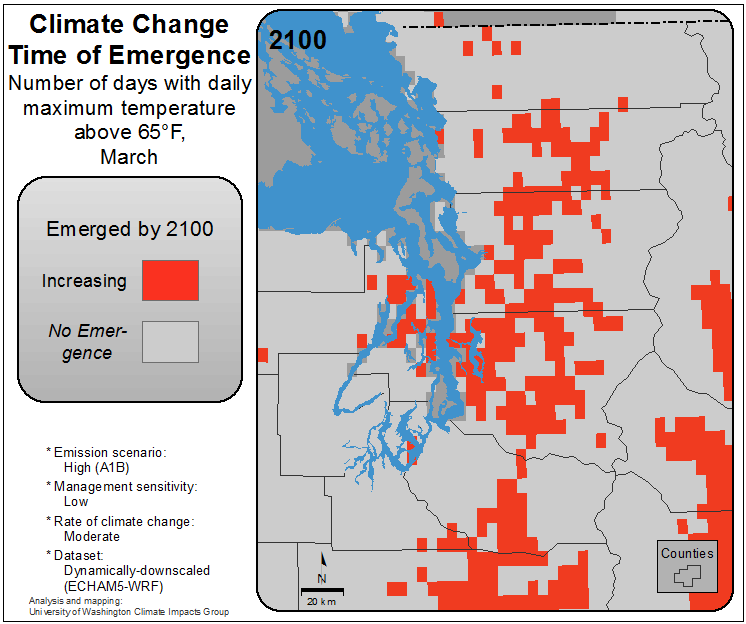 Climate Change
Time of Emergence
Number of days with daily
maximum temperature
above 65°F,
March
Emerged by 2100
Increasing
No Emer-
gence
* Emission scenario:
High (A1B)
* Management sensitivity:
Low
* Rate of climate change:
Moderate
* Dataset:
Dynamically-downscaled
(ECHAM5-WRF)
Analysis and mapping:
University of Washington Climate Impacts Group
2100
N
20 km
Counties